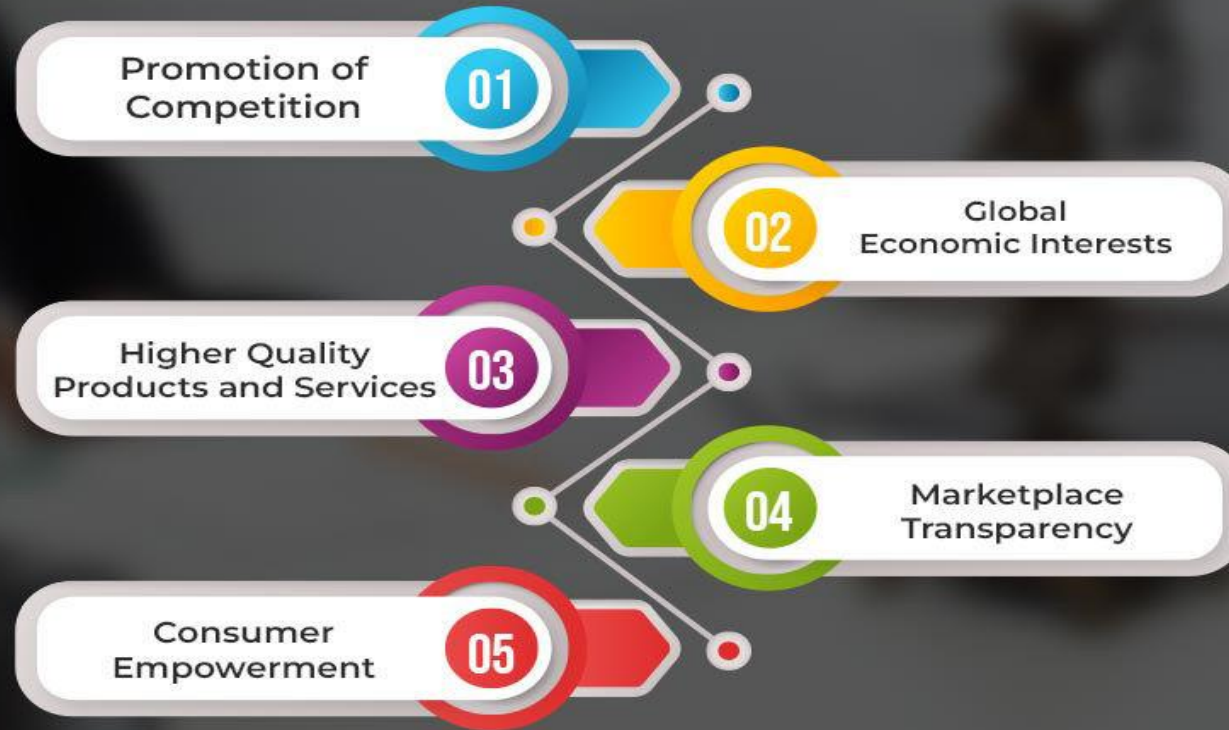 Promotion of
Competition
01
02
Global
Economic Interests
Higher Quality
Products and Services
03
04
Marketplace
Transparency
Consumer
Empowerment
05